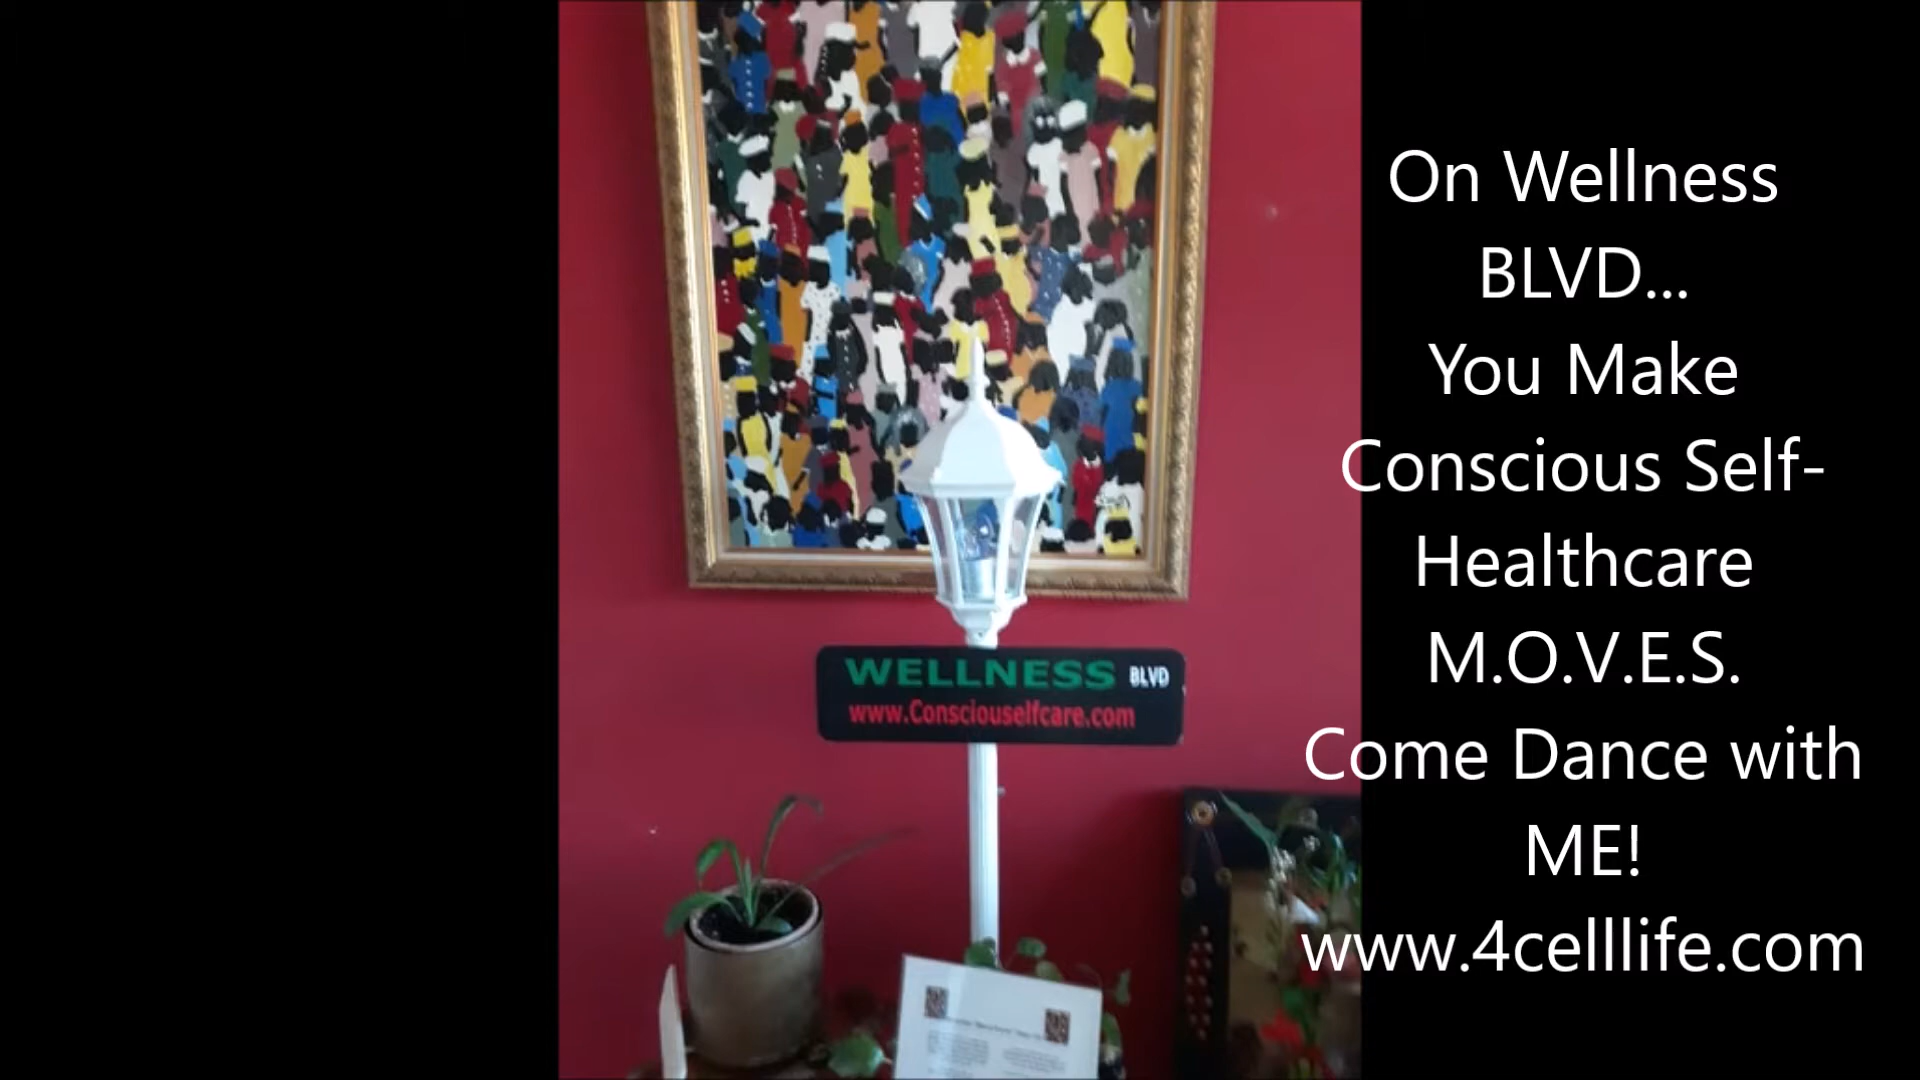 On Wellness
BLVD...
You Make
Conscious Self-
Healthcare
M.O.V.E.S.
Come Dance with
ME!
www.4celllife.com
WELLNESS BLVD
www.Consciouselfcare.com